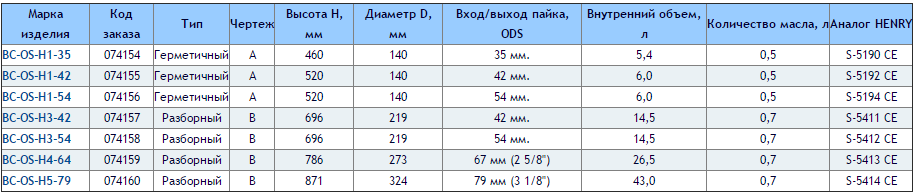 Марка изделия | Код заказа | Тип | Чертеж | Высота H, мм | Диаметр D, мм | Вход/выход пайка, ODS | Внутренний объем, л | Количество масла, л | Аналог HENRY
BC-OS-H1-35 | 074154 | Герметичный | A | 460 | 140 | 35 мм. | 5,4 | 0,5 | S-5190 CE
BC-OS-H1-42 | 074155 | Герметичный | A | 520 | 140 | 42 мм. | 6,0 | 0,5 | S-5192 CE
BC-OS-H1-54 | 074156 | Герметичный | A | 520 | 140 | 54 мм. | 6,0 | 0,5 | S-5194 CE
BC-OS-H3-42 | 074157 | Разборный | B | 696 | 219 | 42 мм. | 14,5 | 0,7 | S-5411 CE
BC-OS-H3-54 | 074158 | Разборный | B | 696 | 219 | 54 мм. | 14,5 | 0,7 | S-5412 CE
BC-OS-H4-64 | 074159 | Разборный | B | 786 | 273 | 67 мм (2 5/8") | 26,5 | 0,7 | S-5413 CE
BC-OS-H5-79 | 074160 | Разборный | B | 871 | 324 | 79 мм (3 1/8") | 43,0 | 0,7 | S-5414 CE